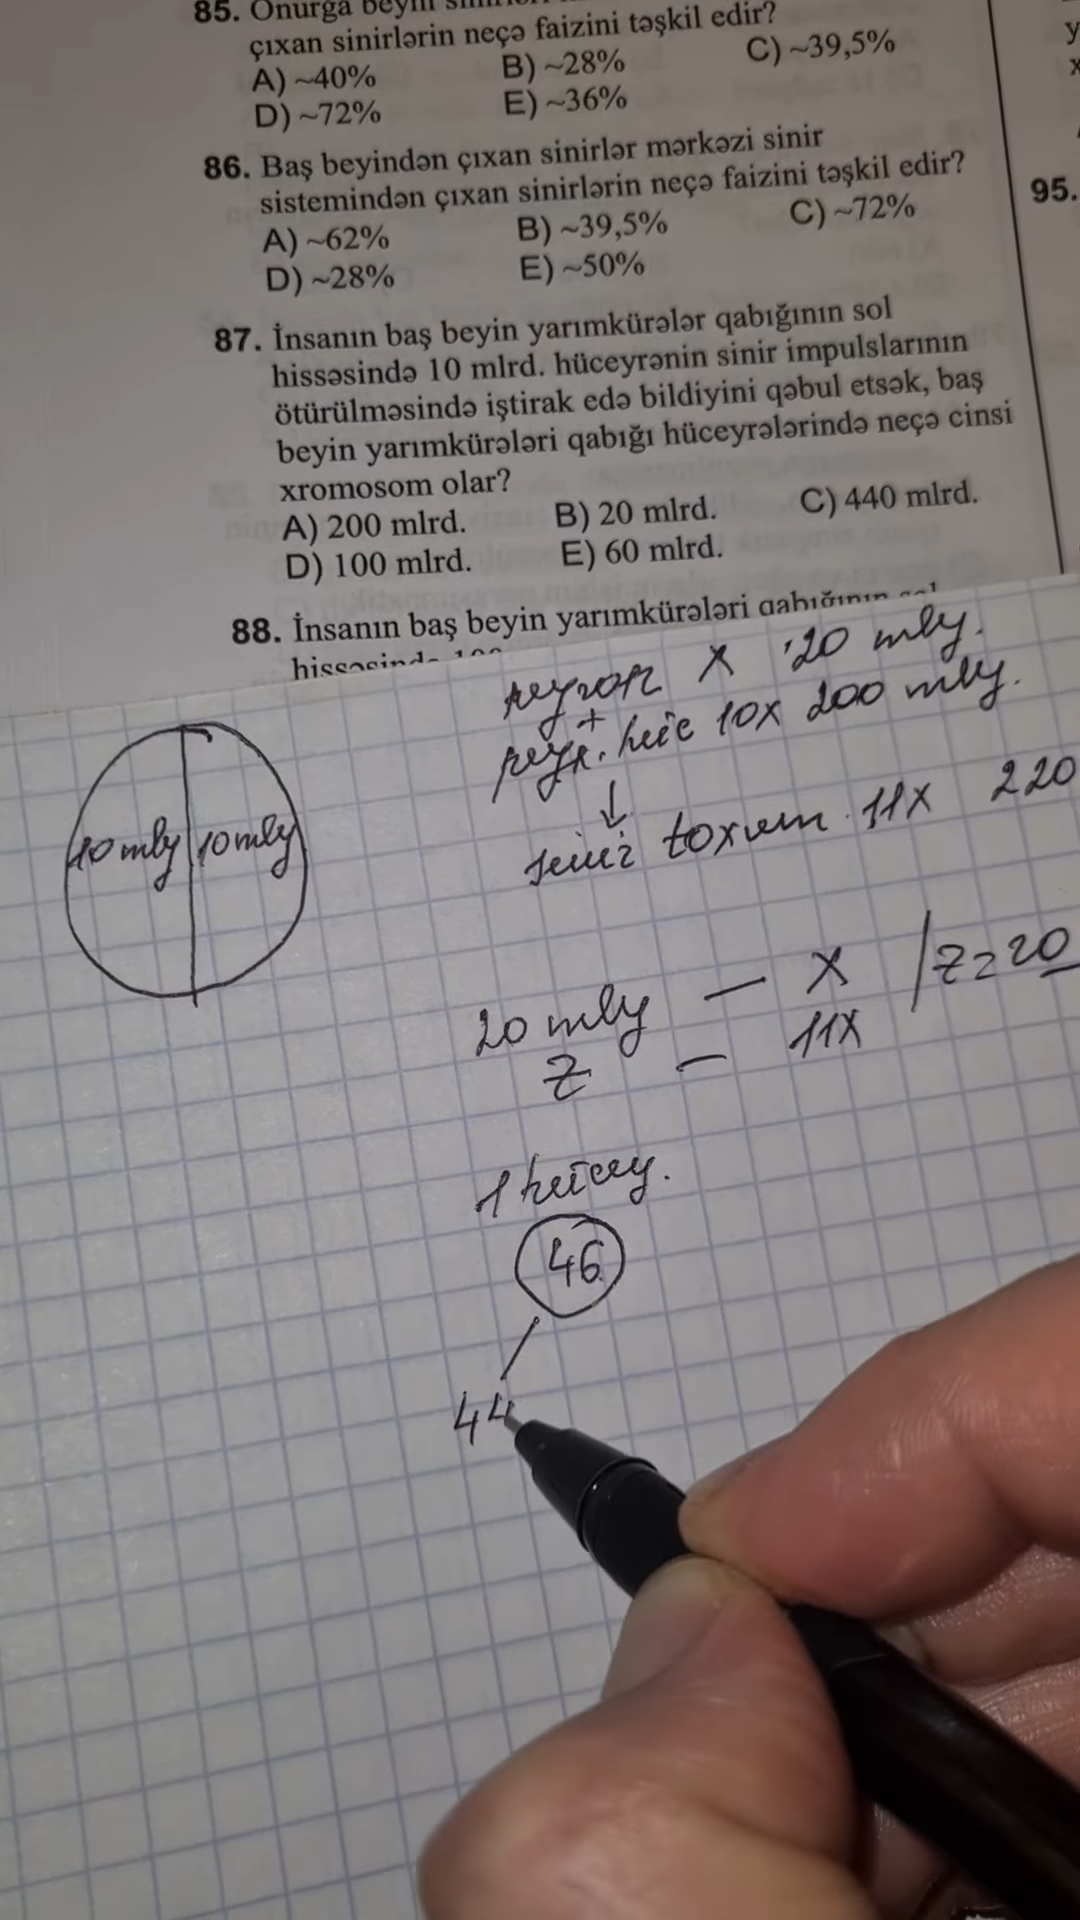 85. Onurğa beyin
çıxan sinirlərin neçə faizini təşkil edir?
A) ~40% B) ~28% C) ~39,5%
D) ~72% E) ~36%
86. Baş beyindən çıxan sinirlər mərkəzi sinir
sistemindən çıxan sinirlərin neçə faizini təşkil edir?
A) ~62% B) ~39,5% C) ~72%
D) ~28% E) ~50%
87. İnsanın baş beyin yarımkürələr qabığının sol
hissəsində 10 mlrd. hüceyrənin sinir impulslarının
ötürülməsində iştirak edə bildiyini qəbul etsək, baş
beyin yarımkürələri qabığı hüceyrələrində neçə cinsi
xromosom olar?
A) 200 mlrd. B) 20 mlrd. C) 440 mlrd.
D) 100 mlrd. E) 60 mlrd.
88. İnsanın baş beyin yarımkürələri qabığının sol
hissəsində
95.
x 20 mly.
+
10x 200 mly.
↓
toxum 11x 220
10 mly 10 mly
20 mly — x / z=20
z — 11x
1 hücey.
46
44